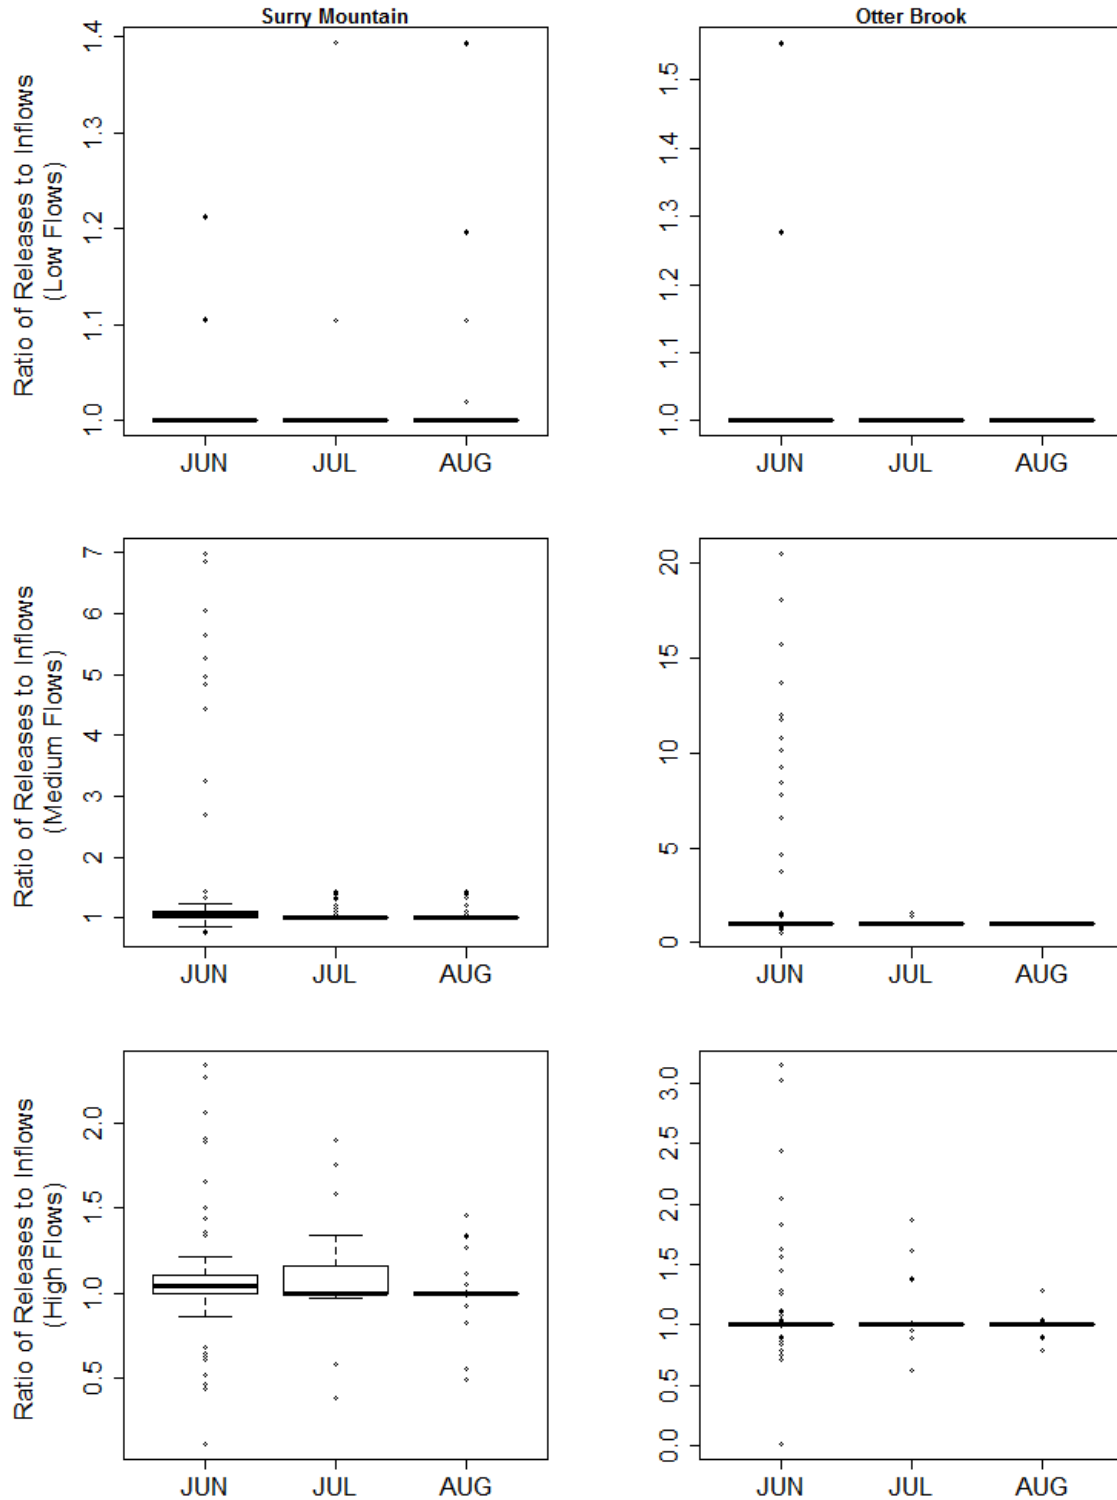 Surry Mountain
Otter Brook
Ratio of Releases to Inflows
(Low Flows)
1.0 1.1 1.2 1.3 1.4
JUN JUL AUG
1.0 1.1 1.2 1.3 1.4 1.5
JUN JUL AUG
Ratio of Releases to Inflows
(Medium Flows)
1 2 3 4 5 6 7
JUN JUL AUG
0 5 10 15 20
JUN JUL AUG
Ratio of Releases to Inflows
(High Flows)
0.5 1.0 1.5 2.0
JUN JUL AUG
0.0 0.5 1.0 1.5 2.0 2.5 3.0
JUN JUL AUG